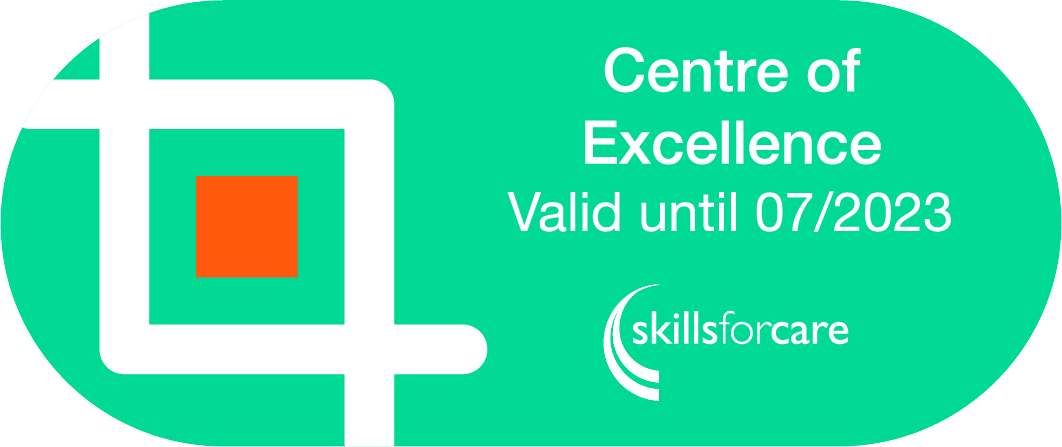 Centre of
Excellence
Valid until 07/2023
skillsforcare